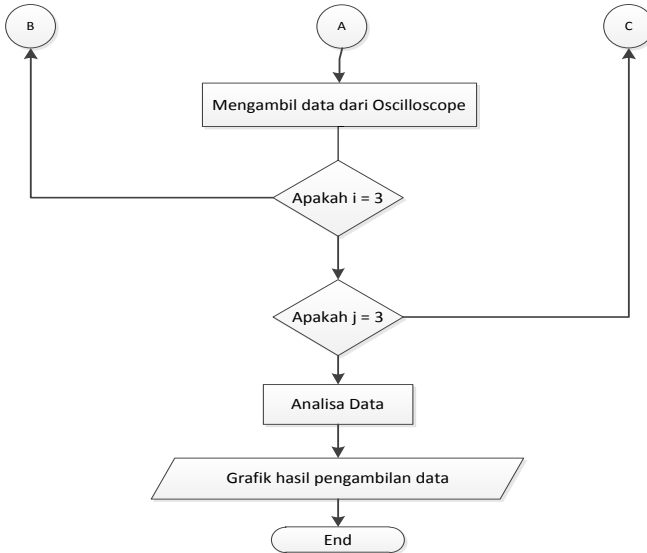 B
A
C
Mengambil data dari Oscilloscope
Apakah i = 3
Apakah j = 3
Analisa Data
Grafik hasil pengambilan data
End